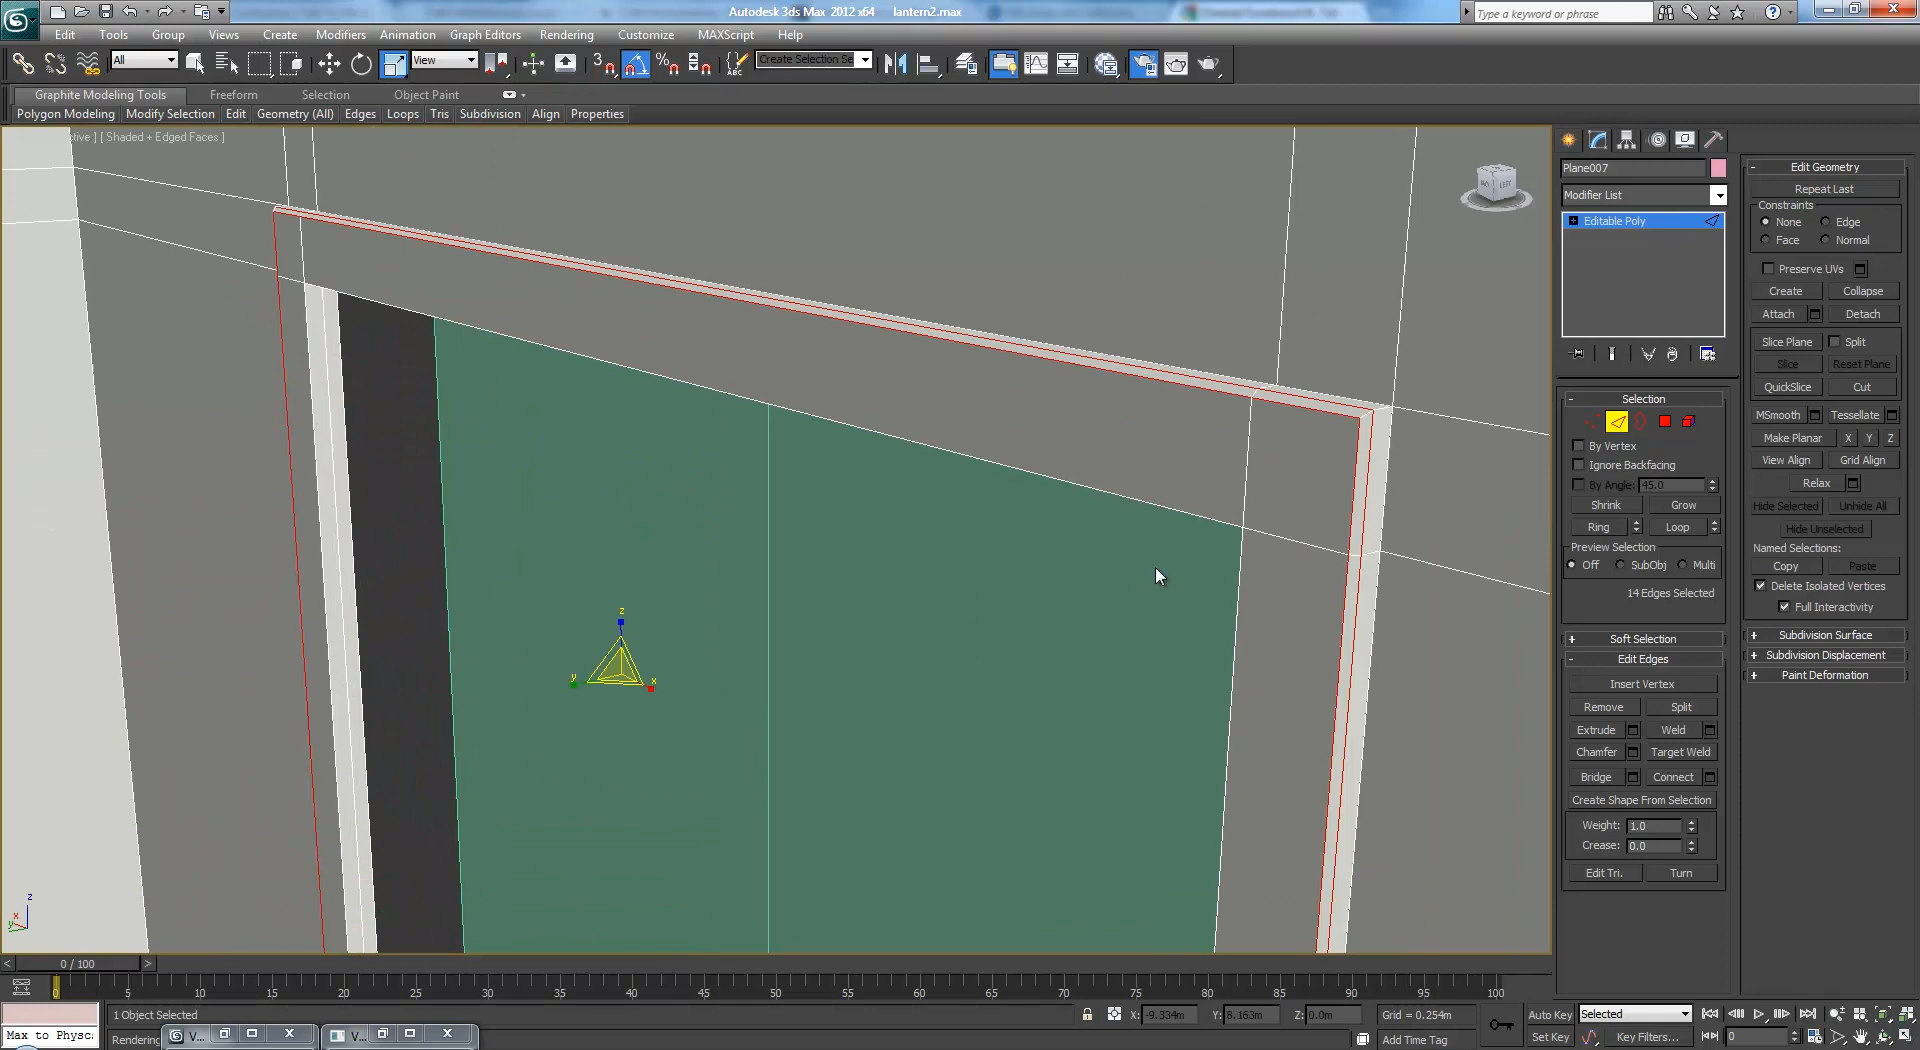 Autodesk 3ds Max 2012 x64 lantern2.max
Type a keyword or phrase
Edit Tools Group Views Create Modifiers Animation Graph Editors Rendering Customize MAXScript Help
All View 3 Create Selection Se
Graphite Modeling Tools Freeform Selection Object Paint
Polygon Modeling Modify Selection Edit Geometry (All) Edges Loops Tris Subdivision Align Properties
ctive ] [ Shaded + Edged Faces ]
LEFT
z
y
x
z
x
y
Plane007
Modifier List
Editable Poly
Selection
By Vertex
Ignore Backfacing
By Angle: 45.0
Shrink Grow
Ring Loop
Preview Selection
Off SubObj Multi
14 Edges Selected
Soft Selection
Edit Edges
Insert Vertex
Remove Split
Extrude Weld
Chamfer Target Weld
Bridge Connect
Create Shape From Selection
Weight: 1.0
Crease: 0.0
Edit Tri. Turn
Edit Geometry
Repeat Last
Constraints
None Edge
Face Normal
Preserve UVs
Create Collapse
Attach Detach
Slice Plane Split
Slice Reset Plane
QuickSlice Cut
MSmooth Tessellate
Make Planar X Y Z
View Align Grid Align
Relax
Hide Selected Unhide All
Hide Unselected
Named Selections:
Copy Paste
Delete Isolated Vertices
Full Interactivity
Subdivision Surface
Subdivision Displacement
Paint Deformation
0 / 100
0 5 10 15 20 25 30 35 40 45 50 55 60 65 70 75 80 85 90 95 100
1 Object Selected X: -9.334m Y: 8.163m Z: 0.0m Grid = 0.254m Auto Key Selected
Max to Physc Rendering V... V... Add Time Tag Set Key Key Filters... 0